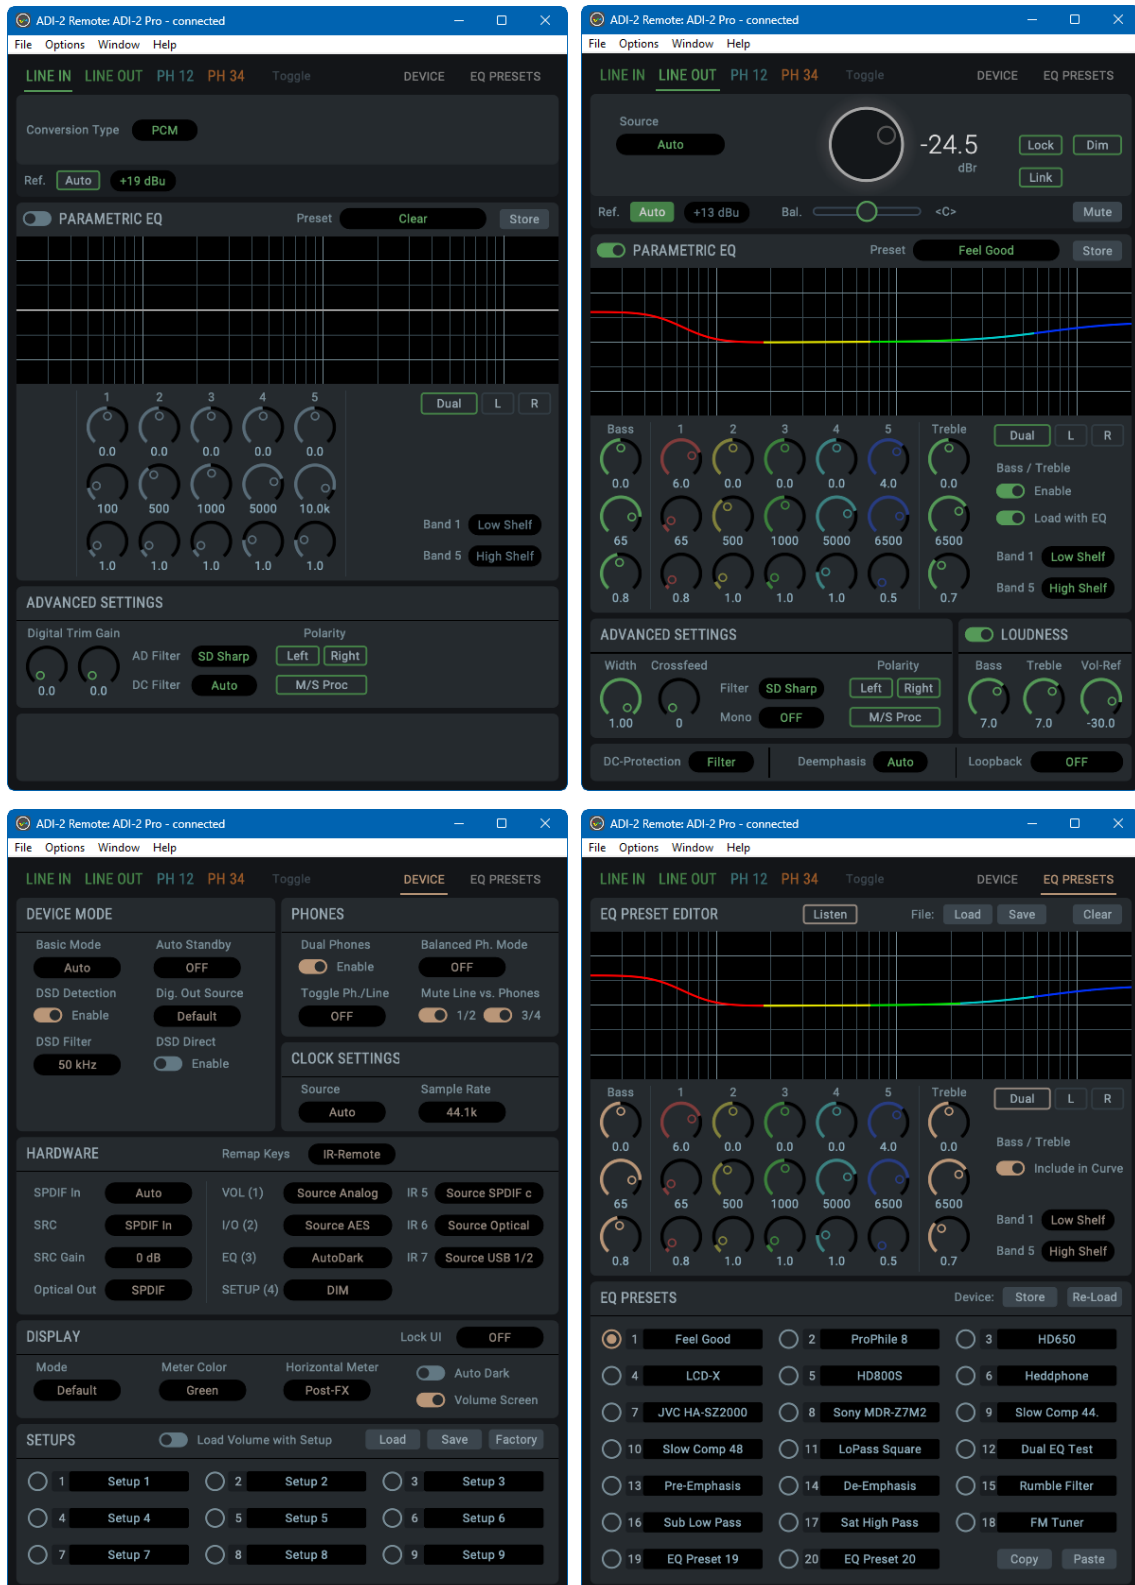 ADI-2 Remote: ADI-2 Pro - connected
File Options Window Help
LINE IN LINE OUT PH 12 PH 34 Toggle DEVICE EQ PRESETS
Conversion Type PCM
Ref. Auto +19 dBu
PARAMETRIC EQ Preset Clear Store
1 2 3 4 5 Dual L R
0.0 0.0 0.0 0.0 0.0
100 500 1000 5000 10.0k
Band 1 Low Shelf
Band 5 High Shelf
1.0 1.0 1.0 1.0 1.0
ADVANCED SETTINGS
Digital Trim Gain Polarity
AD Filter SD Sharp Left Right
0.0 0.0 DC Filter Auto M/S Proc
ADI-2 Remote: ADI-2 Pro - connected
File Options Window Help
LINE IN LINE OUT PH 12 PH 34 Toggle DEVICE EQ PRESETS
Source
Auto -24.5 Lock Dim
dBr Link
Ref. Auto +13 dBu Bal. <C> Mute
PARAMETRIC EQ Preset Feel Good Store
Bass 1 2 3 4 5 Treble Dual L R
Bass / Treble
0.0 6.0 0.0 0.0 0.0 4.0 0.0
Enable
Load with EQ
65 65 500 1000 5000 6500 6500
Band 1 Low Shelf
Band 5 High Shelf
0.8 0.8 1.0 1.0 1.0 0.5 0.7
ADVANCED SETTINGS LOUDNESS
Width Crossfeed Polarity Bass Treble Vol-Ref
Filter SD Sharp Left Right
1.00 0 Mono OFF M/S Proc 7.0 7.0 -30.0
DC-Protection Filter Deemphasis Auto Loopback OFF
ADI-2 Remote: ADI-2 Pro - connected
File Options Window Help
LINE IN LINE OUT PH 12 PH 34 Toggle DEVICE EQ PRESETS
DEVICE MODE PHONES
Basic Mode Auto Standby Dual Phones Balanced Ph. Mode
Auto OFF Enable OFF
DSD Detection Dig. Out Source Toggle Ph./Line Mute Line vs. Phones
Enable Default OFF 1/2 3/4
DSD Filter DSD Direct
50 kHz Enable
CLOCK SETTINGS
Source Sample Rate
Auto 44.1k
HARDWARE Remap Keys IR-Remote
SPDIF In Auto VOL (1) Source Analog IR 5 Source SPDIF c
SRC SPDIF In I/O (2) Source AES IR 6 Source Optical
SRC Gain 0 dB EQ (3) AutoDark IR 7 Source USB 1/2
Optical Out SPDIF SETUP (4) DIM
DISPLAY Lock UI OFF
Mode Meter Color Horizontal Meter Auto Dark
Default Green Post-FX Volume Screen
SETUPS Load Volume with Setup Load Save Factory
1 Setup 1 2 Setup 2 3 Setup 3
4 Setup 4 5 Setup 5 6 Setup 6
7 Setup 7 8 Setup 8 9 Setup 9
ADI-2 Remote: ADI-2 Pro - connected
File Options Window Help
LINE IN LINE OUT PH 12 PH 34 Toggle DEVICE EQ PRESETS
EQ PRESET EDITOR Listen File: Load Save Clear
Bass 1 2 3 4 5 Treble Dual L R
0.0 6.0 0.0 0.0 0.0 4.0 0.0 Bass / Treble
Include in Curve
65 65 500 1000 5000 6500 6500
Band 1 Low Shelf
Band 5 High Shelf
0.8 0.8 1.0 1.0 1.0 0.5 0.7
EQ PRESETS Device: Store Re-Load
1 Feel Good 2 ProPhile 8 3 HD650
4 LCD-X 5 HD800S 6 Heddphone
7 JVC HA-SZ2000 8 Sony MDR-Z7M2 9 Slow Comp 44.
10 Slow Comp 48 11 LoPass Square 12 Dual EQ Test
13 Pre-Emphasis 14 De-Emphasis 15 Rumble Filter
16 Sub Low Pass 17 Sat High Pass 18 FM Tuner
19 EQ Preset 19 20 EQ Preset 20 Copy Paste